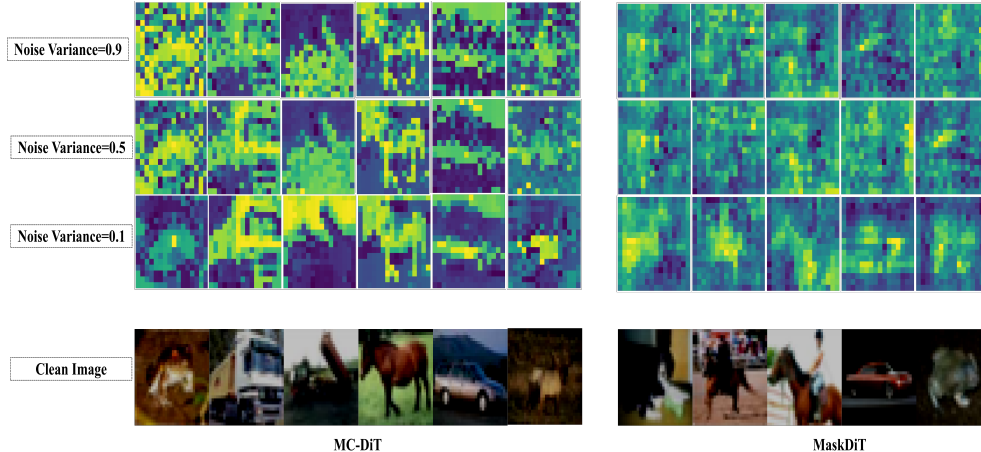 Noise Variance=0.9
Noise Variance=0.5
Noise Variance=0.1
Clean Image
MC-DiT
MaskDiT